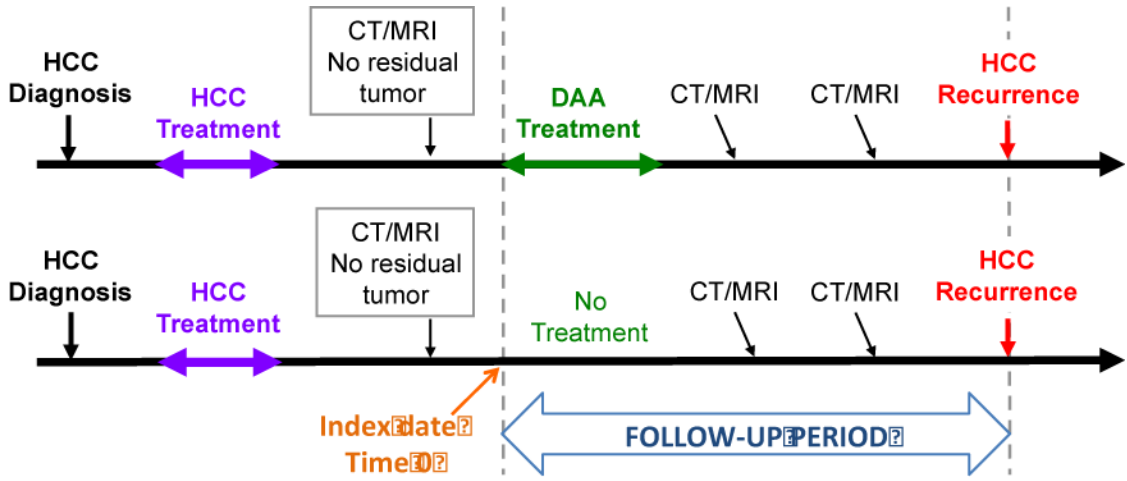 HCC
Diagnosis
HCC
Treatment
CT/MRI
No residual
tumor
DAA
Treatment
CT/MRI
CT/MRI
HCC
Recurrence
HCC
Diagnosis
HCC
Treatment
CT/MRI
No residual
tumor
No
Treatment
CT/MRI
CT/MRI
HCC
Recurrence
Index⍰date⍰
Time⍰0⍰
FOLLOW-UP⍰PERIOD⍰